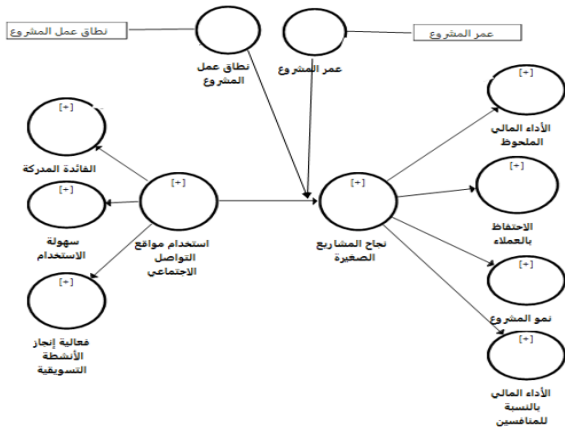 نطاق عمل المشروع
عمر المشروع
نطاق عمل
المشروع
عمر المشروع
[+]
الفائدة المدركة
[+]
سهولة
الاستخدام
[+]
فعالية إنجاز
الأنشطة
التسويقية
[+]
استخدام مواقع
التواصل
الاجتماعي
[+]
نجاح المشاريع
الصغيرة
[+]
الأداء المالي
الملحوظ
[+]
الاحتفاظ
بالعملاء
[+]
نمو المشروع
[+]
الأداء المالي
بالنسبة
للمنافسين